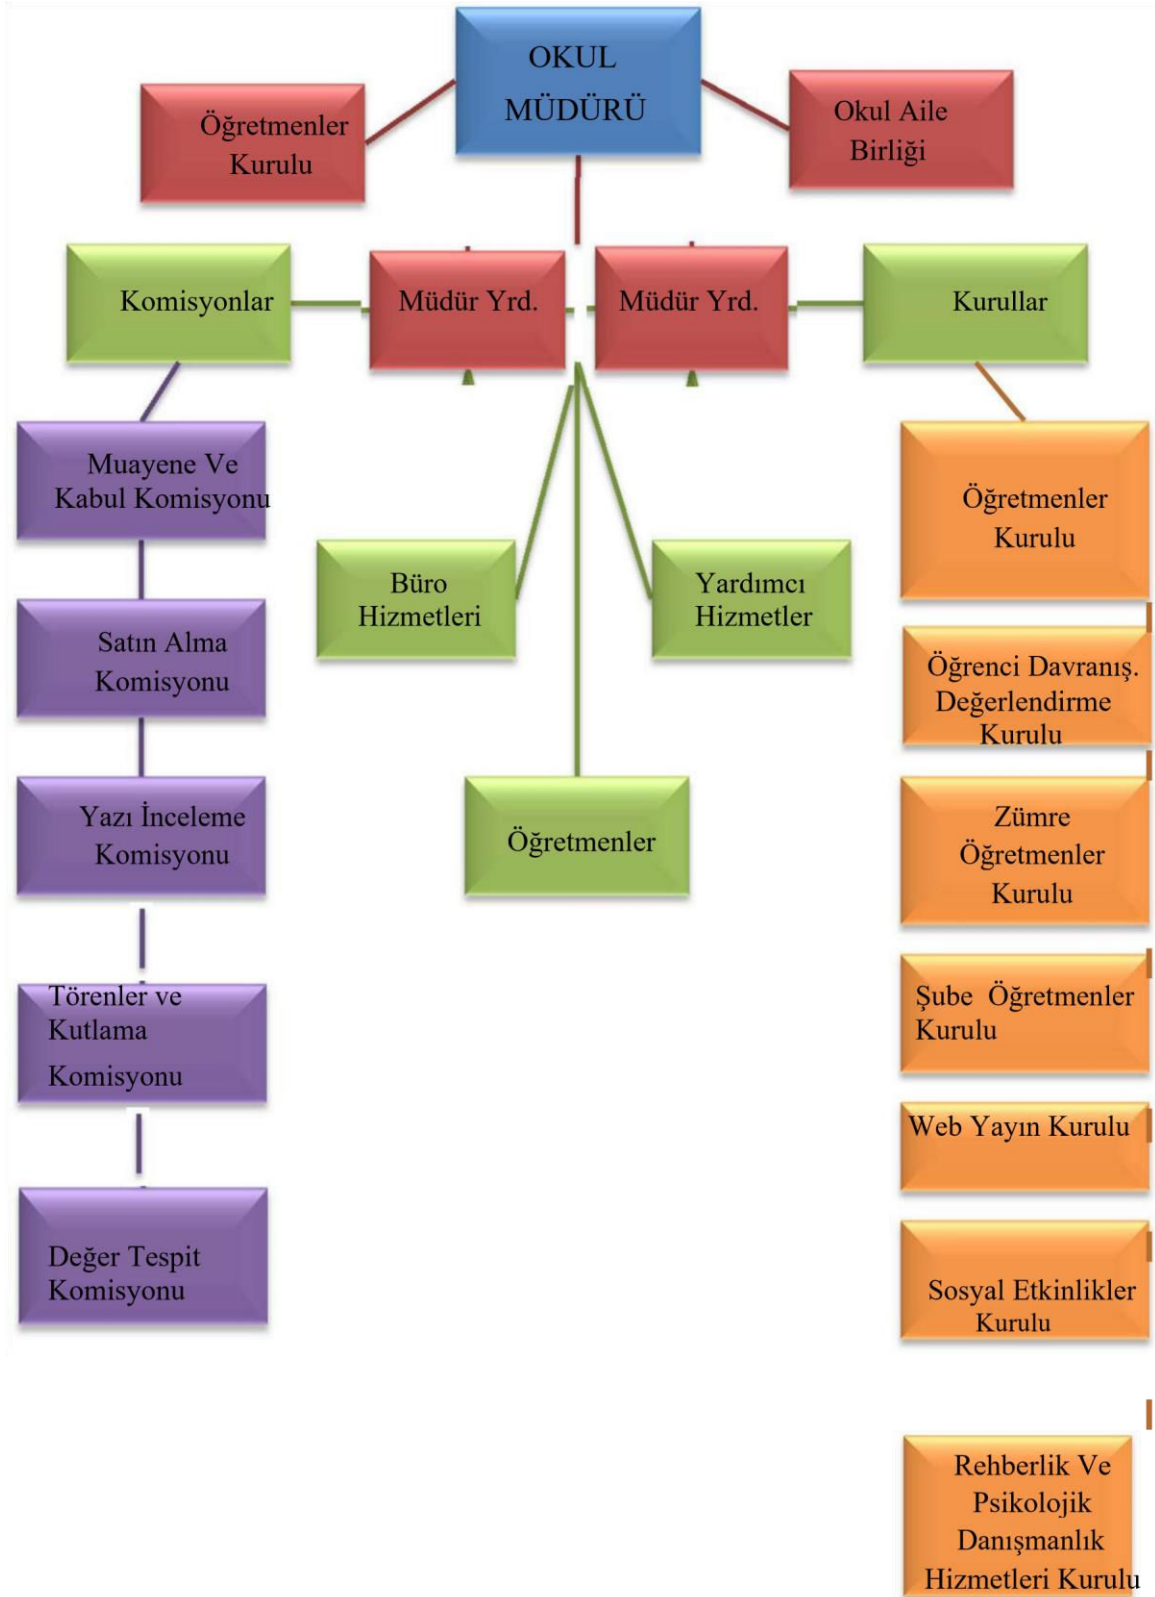 OKUL
MÜDÜRÜ
Öğretmenler
Kurulu
Okul Aile
Birliği
Komisyonlar
Müdür Yrd.
Müdür Yrd.
Kurullar
Muayene Ve
Kabul Komisyonu
Satın Alma
Komisyonu
Yazı İnceleme
Komisyonu
Törenler ve
Kutlama
Komisyonu
Değer Tespit
Komisyonu
Büro
Hizmetleri
Yardımcı
Hizmetler
Öğretmenler
Öğretmenler
Kurulu
Öğrenci Davranış.
Değerlendirme
Kurulu
Zümre
Öğretmenler
Kurulu
Şube Öğretmenler
Kurulu
Web Yayın Kurulu
Sosyal Etkinlikler
Kurulu
Rehberlik Ve
Psikolojik
Danışmanlık
Hizmetleri Kurulu